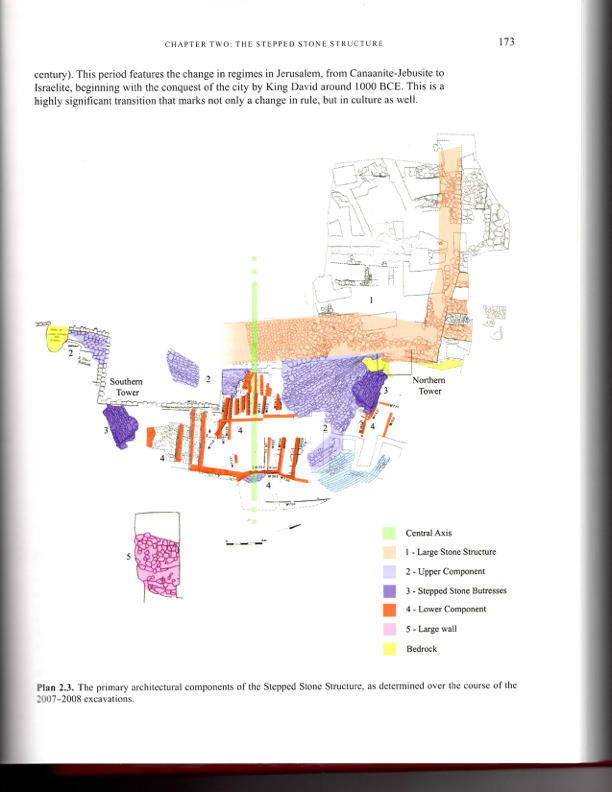 CHAPTER TWO: THE STEPPED STONE STRUCTURE
173
century). This period features the change in regimes in Jerusalem, from Canaanite-Jebusite to
Israelite, beginning with the conquest of the city by King David around 1000 BCE. This is a
highly significant transition that marks not only a change in rule, but in culture as well.
1
2
Southern
Tower
2
Northern
Tower
3
3
4
4
2
4
4
5
Central Axis
1 - Large Stone Structure
2 - Upper Component
3 - Stepped Stone Butresses
4 - Lower Component
5 - Large wall
Bedrock
Plan 2.3. The primary architectural components of the Stepped Stone Structure, as determined over the course of the
2007–2008 excavations.